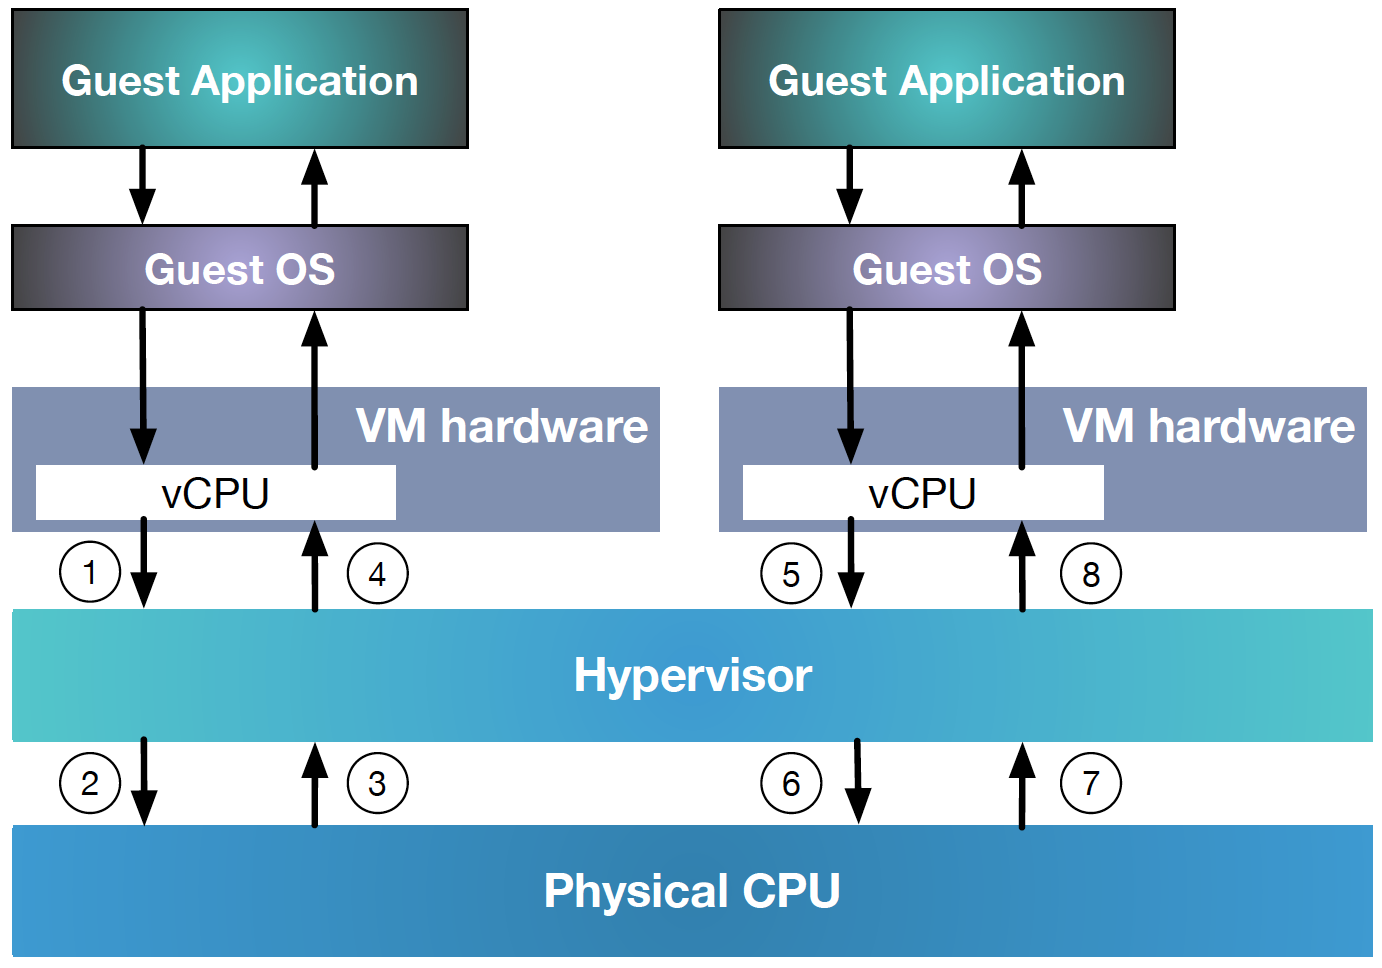 Guest Application
Guest Application
Guest OS
Guest OS
VM hardware
VM hardware
vCPU
vCPU
1
4
5
8
Hypervisor
2
3
6
7
Physical CPU